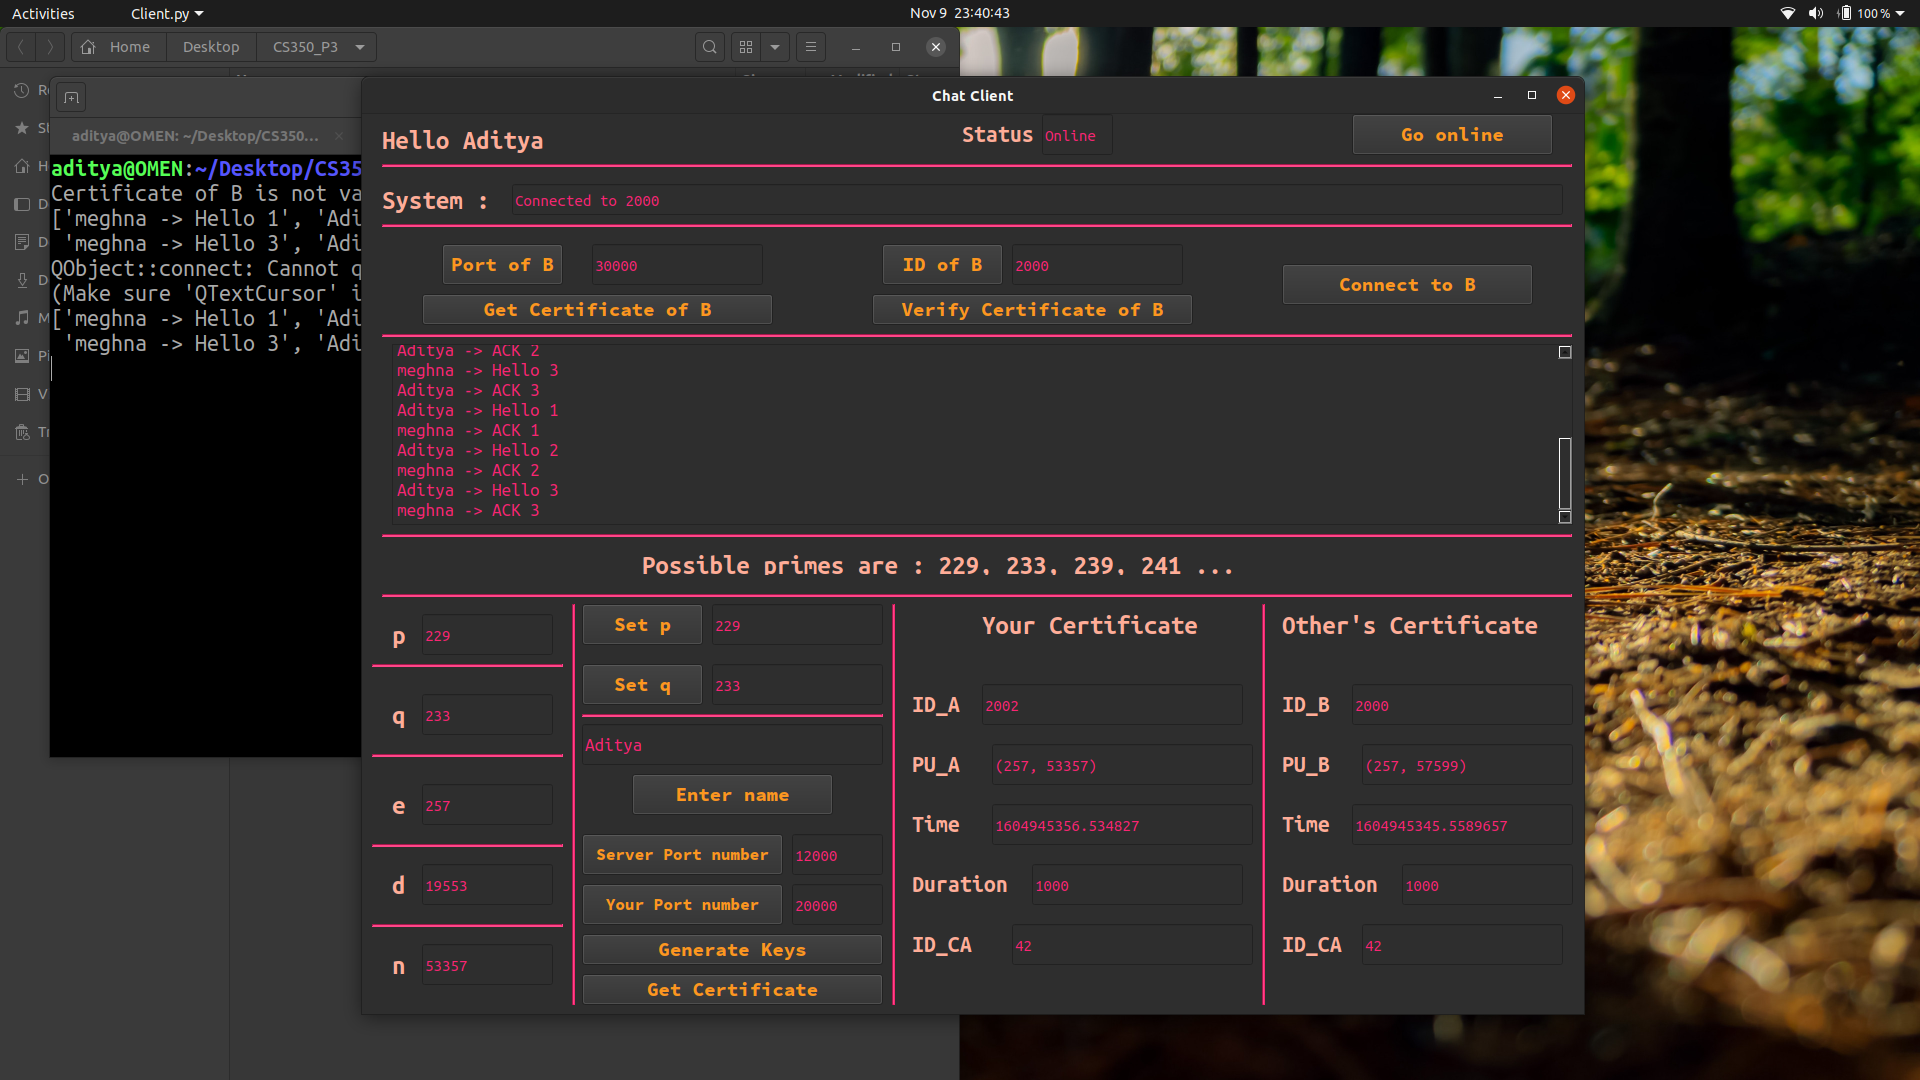 Activities
Client.py
Nov 9 23:40:43
100 %
Home
Desktop
CS350_P3
aditya@OMEN: ~/Desktop/CS350...
aditya@OMEN:~/Desktop/CS35
Certificate of B is not va
['meghna -> Hello 1', 'Adi
'meghna -> Hello 3', 'Adi
QObject::connect: Cannot q
(Make sure 'QTextCursor' i
['meghna -> Hello 1', 'Adi
'meghna -> Hello 3', 'Adi
Chat Client
Hello Aditya
Status
Online
Go online
System :
Connected to 2000
Port of B
30000
ID of B
2000
Connect to B
Get Certificate of B
Verify Certificate of B
Aditya -> ACK 2
meghna -> Hello 3
Aditya -> ACK 3
Aditya -> Hello 1
meghna -> ACK 1
Aditya -> Hello 2
meghna -> ACK 2
Aditya -> Hello 3
meghna -> ACK 3
Possible primes are : 229, 233, 239, 241 ...
p
229
q
233
e
257
d
19553
n
53357
Set p
229
Set q
233
Aditya
Enter name
Server Port number
12000
Your Port number
20000
Generate Keys
Get Certificate
Your Certificate
ID_A
2002
PU_A
(257, 53357)
Time
1604945356.534827
Duration
1000
ID_CA
42
Other's Certificate
ID_B
2000
PU_B
(257, 57599)
Time
1604945345.5589657
Duration
1000
ID_CA
42